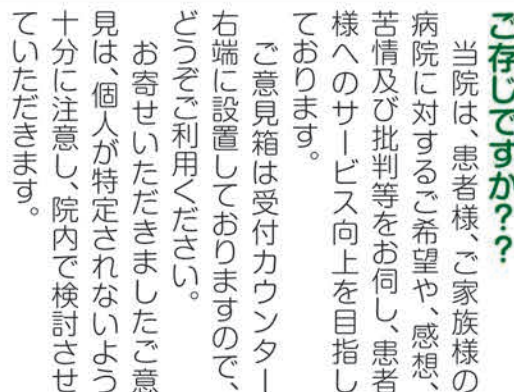 ご存じですか??
当院は、患者様、ご家族様の
病院に対するご希望や、感想、
苦情及び批判等をお伺し、患者
様へのサービス向上を目指し
ております。
ご意見箱は受付カウンター
右端に設置しておりますので、
どうぞご利用ください。
お寄せいただきましたご意
見は、個人が特定されないよう
十分に注意し、院内で検討させ
ていただきます。